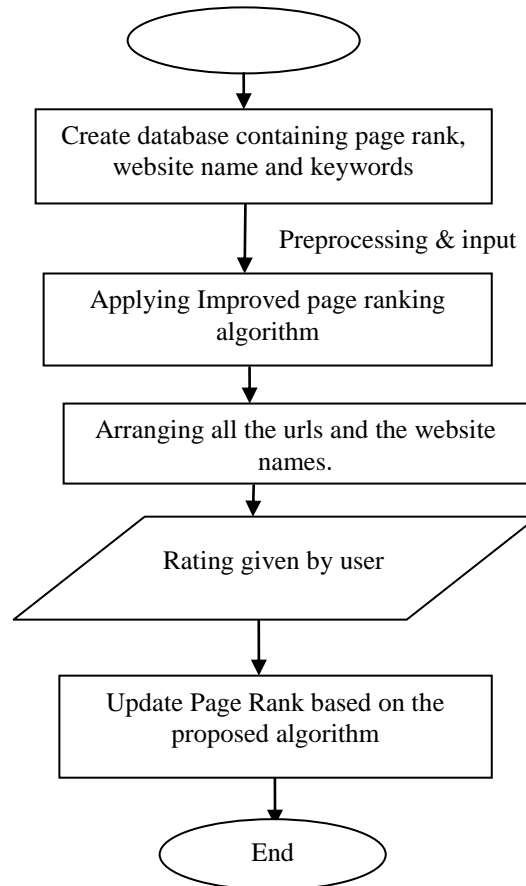 Create database containing page rank,
website name and keywords
Preprocessing & input
Applying Improved page ranking
algorithm
Arranging all the urls and the website
names.
Rating given by user
Update Page Rank based on the
proposed algorithm
End